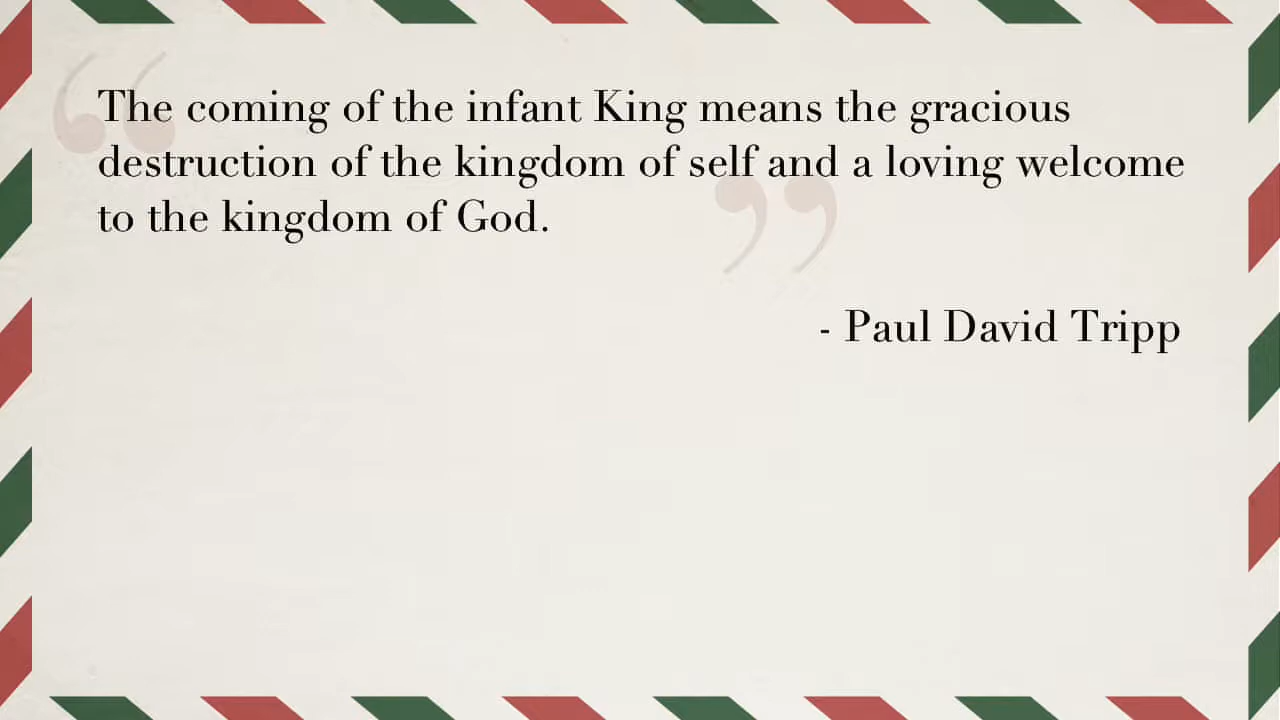 The coming of the infant King means the gracious
destruction of the kingdom of self and a loving welcome
to the kingdom of God.
- Paul David Tripp